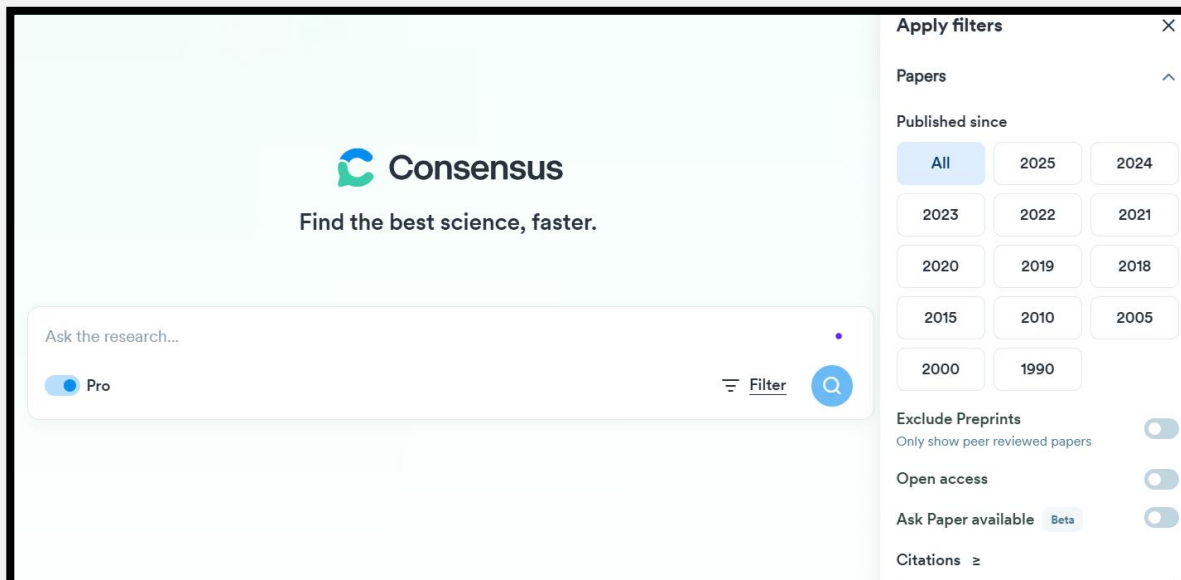 Consensus
Find the best science, faster.
Ask the research...
Pro
Filter
Apply filters
Papers
Published since
All 2025 2024
2023 2022 2021
2020 2019 2018
2015 2010 2005
2000 1990
Exclude Preprints
Only show peer reviewed papers
Open access
Ask Paper available Beta
Citations ≥